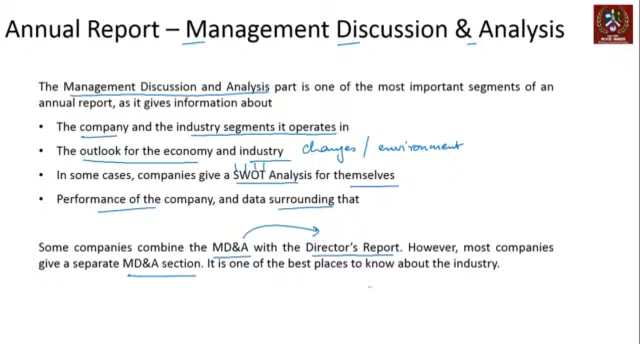 Annual Report – Management Discussion & Analysis
The Management Discussion and Analysis part is one of the most important segments of an
annual report, as it gives information about
• The company and the industry segments it operates in
• The outlook for the economy and industry changes / environment
• In some cases, companies give a SWOT Analysis for themselves
• Performance of the company, and data surrounding that
Some companies combine the MD&A with the Director's Report. However, most companies
give a separate MD&A section. It is one of the best places to know about the industry.